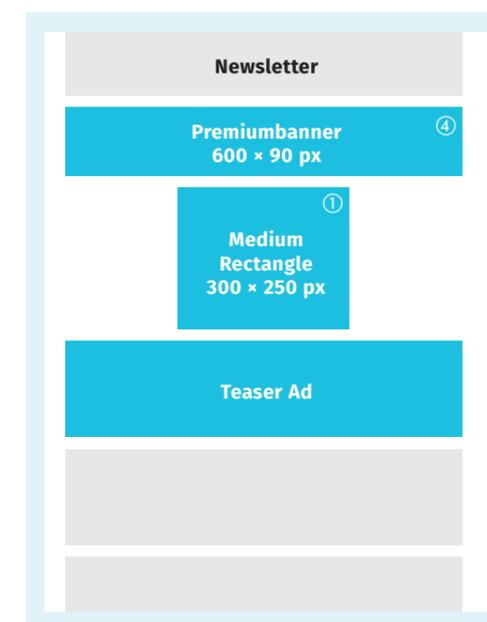 Newsletter
④
Premiumbanner
600 × 90 px
①
Medium
Rectangle
300 × 250 px
Teaser Ad